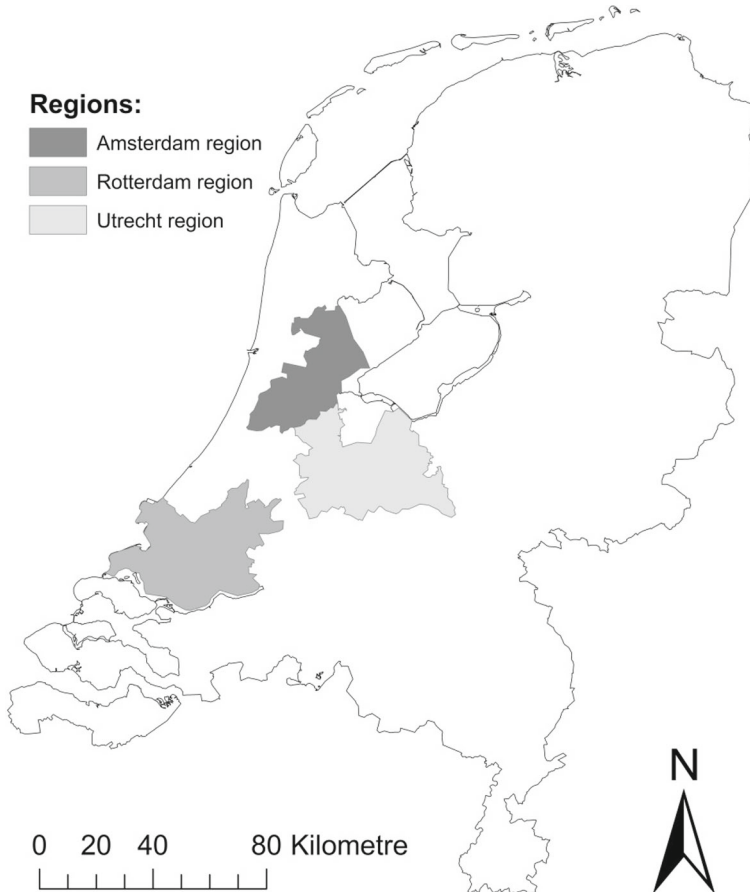 Regions:
Amsterdam region
Rotterdam region
Utrecht region
N
0 20 40 80 Kilometre